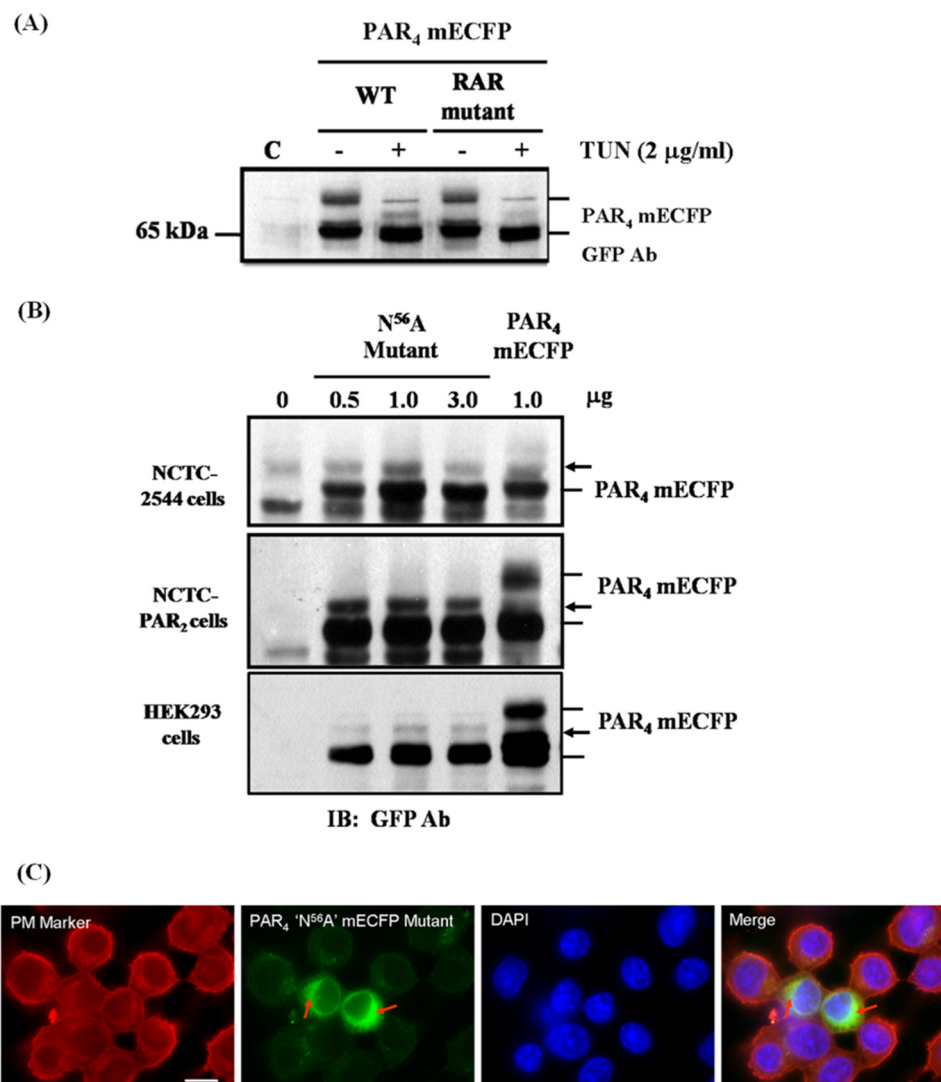 (A)
PAR₄ mECFP
WT
RAR mutant
C - + - + TUN (2 µg/ml)
65 kDa
PAR₄ mECFP
GFP Ab
(B)
N⁵⁶A Mutant
PAR₄ mECFP
0 0.5 1.0 3.0 1.0 µg
NCTC-
2544 cells
PAR₄ mECFP
NCTC-
PAR₂ cells
PAR₄ mECFP
HEK293
cells
PAR₄ mECFP
IB: GFP Ab
(C)
PM Marker
PAR₄ ‘N⁵⁶A’ mECFP Mutant
DAPI
Merge